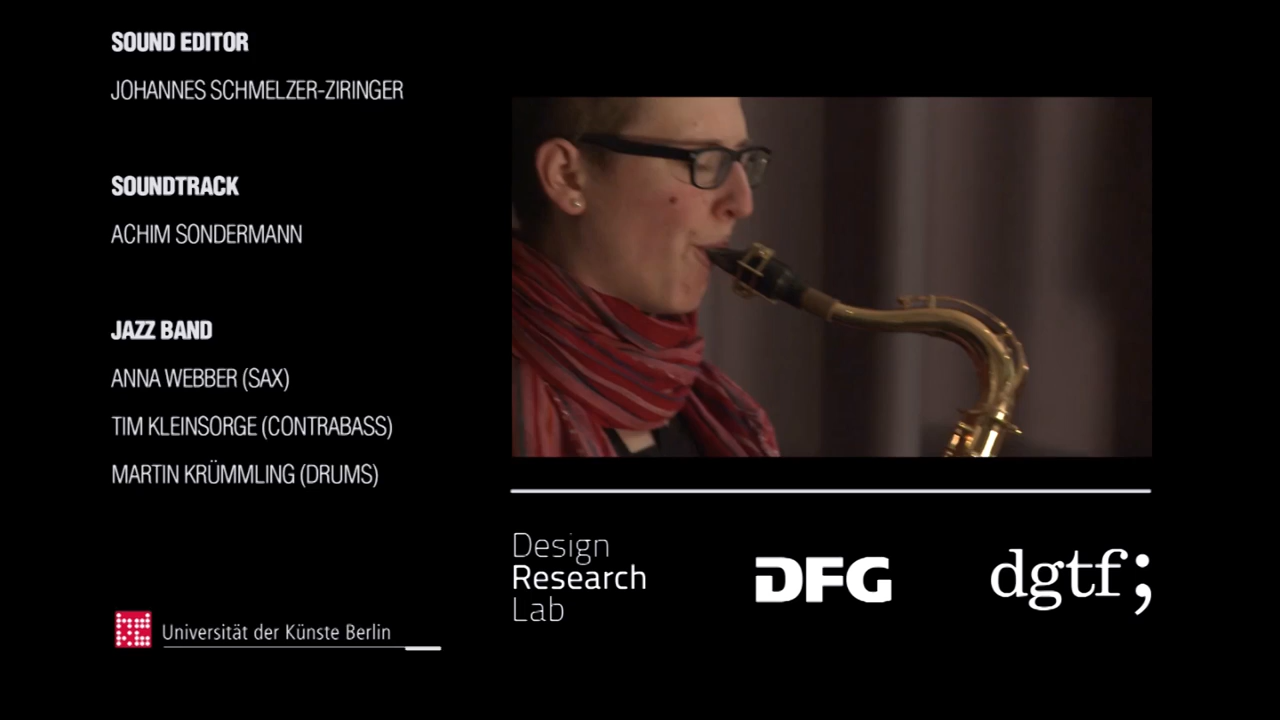 SOUND EDITOR
JOHANNES SCHMELZER-ZIRINGER
SOUNDTRACK
ACHIM SONDERMANN
JAZZ BAND
ANNA WEBBER (SAX)
TIM KLEINSORGE (CONTRABASS)
MARTIN KRÜMMLING (DRUMS)
Universität der Künste Berlin
Design
Research
Lab
DFG
dgtf;